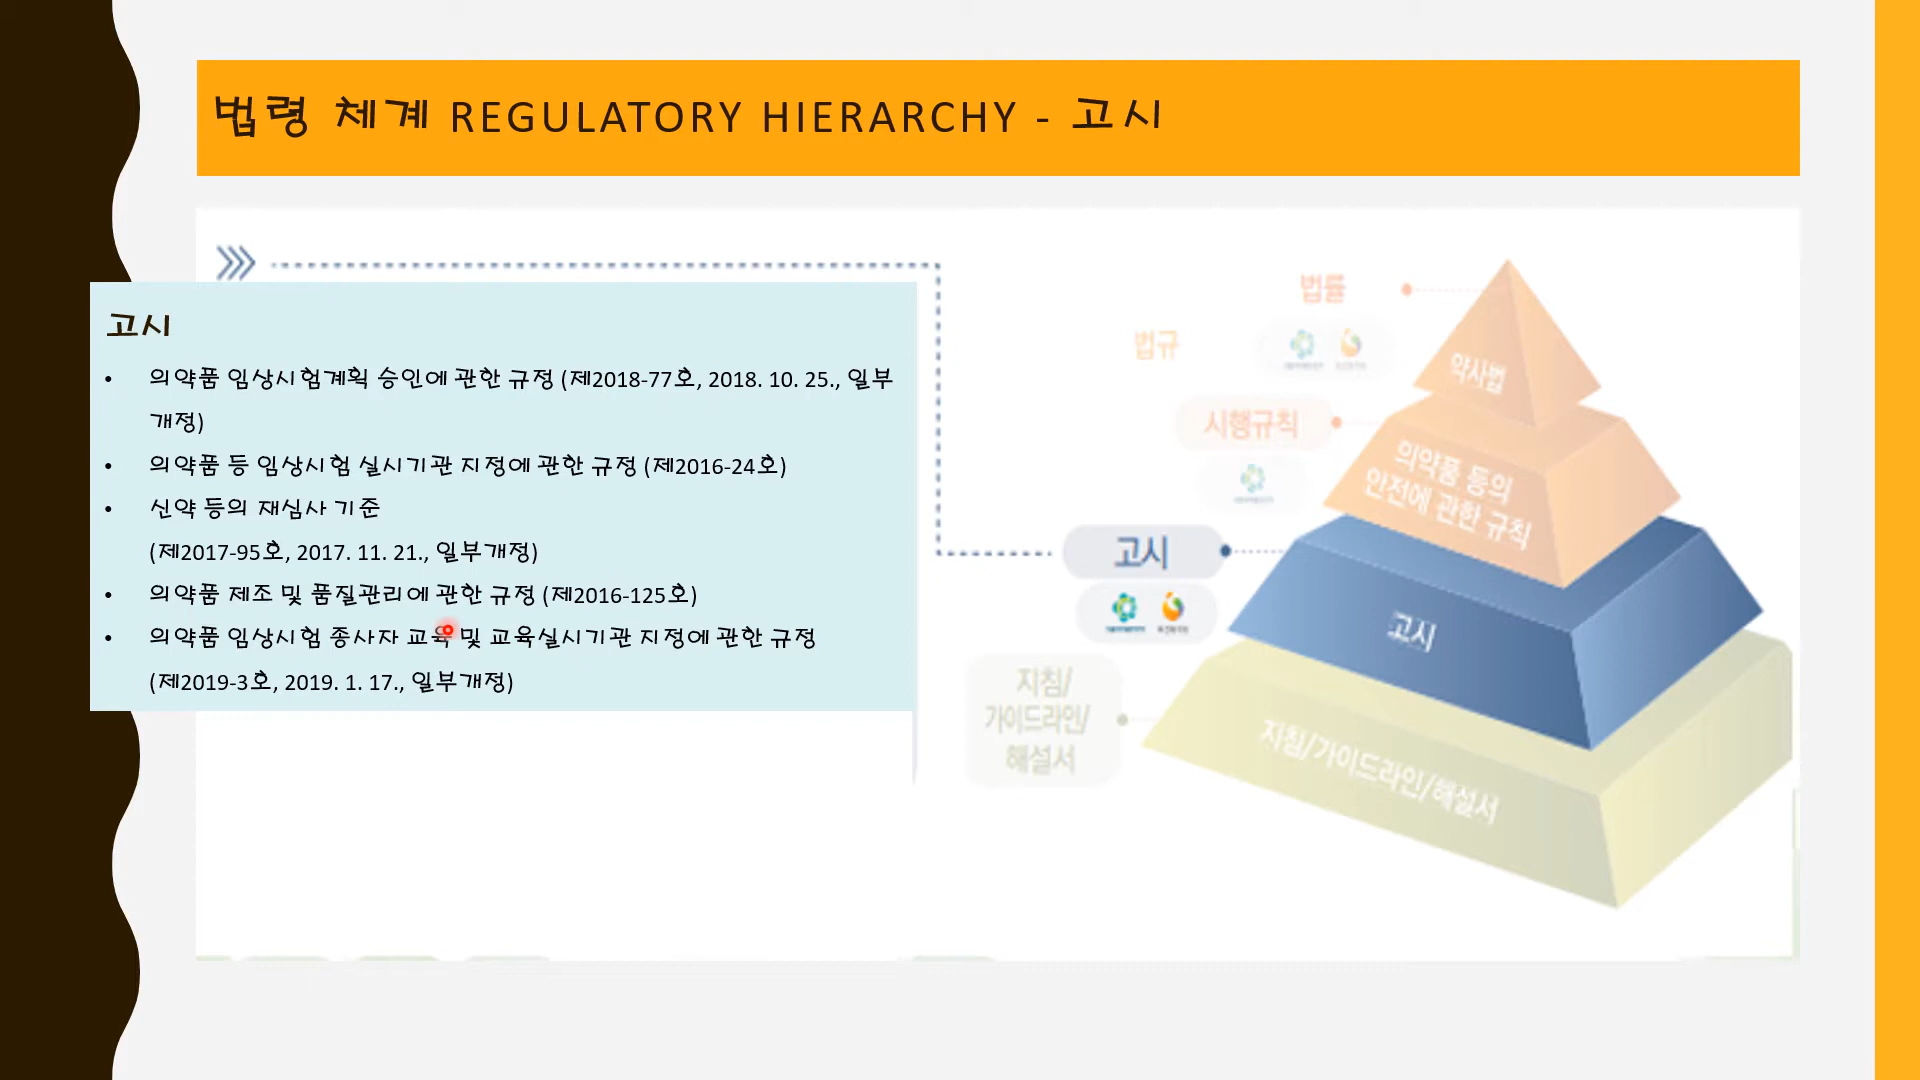 법령 체계 REGULATORY HIERARCHY - 고시
고시
• 의약품 임상시험계획 승인에 관한 규정 (제2018-77호, 2018. 10. 25., 일부
개정)
• 의약품 등 임상시험 실시기관 지정에 관한 규정 (제2016-24호)
• 신약 등의 재심사 기준
(제2017-95호, 2017. 11. 21., 일부개정)
• 의약품 제조 및 품질관리에 관한 규정 (제2016-125호)
• 의약품 임상시험 종사자 교육 및 교육실시기관 지정에 관한 규정
(제2019-3호, 2019. 1. 17., 일부개정)
법률
법규
시행규칙
고시
지침/
가이드라인/
해설서
약사법
의약품 등의
안전에 관한 규칙
고시
지침/가이드라인/해설서